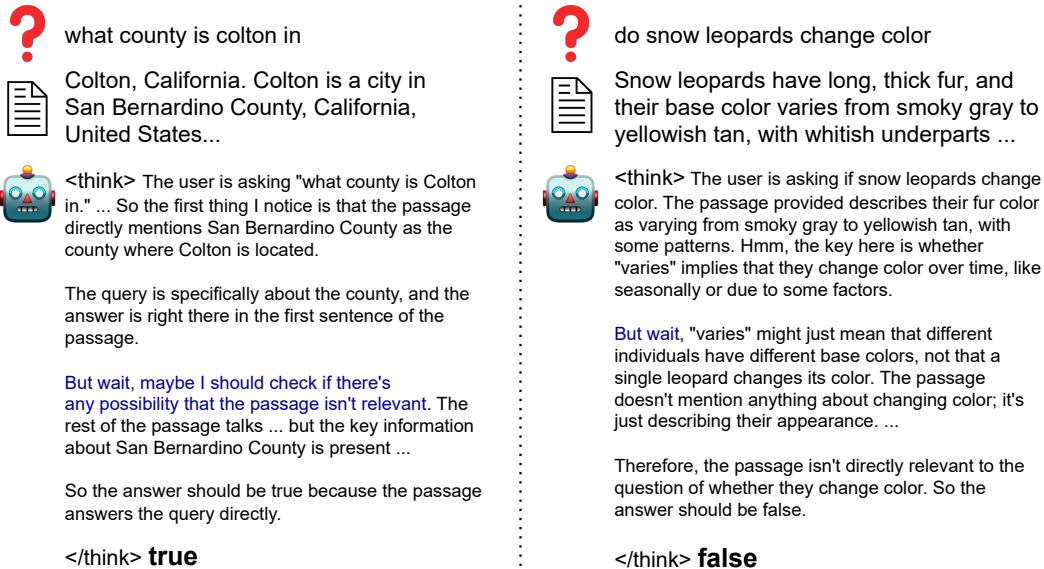 what county is colton in
Colton, California. Colton is a city in
San Bernardino County, California,
United States...
<think> The user is asking "what county is Colton
in." ... So the first thing I notice is that the passage
directly mentions San Bernardino County as the
county where Colton is located.
The query is specifically about the county, and the
answer is right there in the first sentence of the
passage.
But wait, maybe I should check if there's
any possibility that the passage isn't relevant. The
rest of the passage talks ... but the key information
about San Bernardino County is present ...
So the answer should be true because the passage
answers the query directly.
</think> true
do snow leopards change color
Snow leopards have long, thick fur, and
their base color varies from smoky gray to
yellowish tan, with whitish underparts ...
<think> The user is asking if snow leopards change
color. The passage provided describes their fur color
as varying from smoky gray to yellowish tan, with
some patterns. Hmm, the key here is whether
"varies" implies that they change color over time, like
seasonally or due to some factors.
But wait, "varies" might just mean that different
individuals have different base colors, not that a
single leopard changes its color. The passage
doesn't mention anything about changing color; it's
just describing their appearance. ...
Therefore, the passage isn't directly relevant to the
question of whether they change color. So the
answer should be false.
</think> false